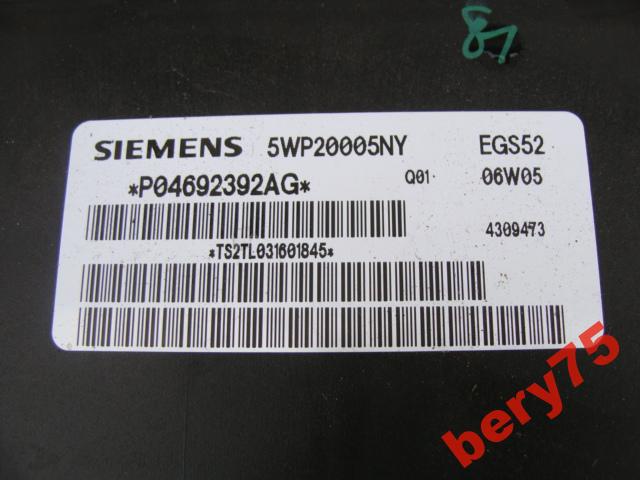 87
SIEMENS 5WP20005NY EGS52
*P04692392AG* Q01 06W05
4309473
*TS2TL031601845*
bery75